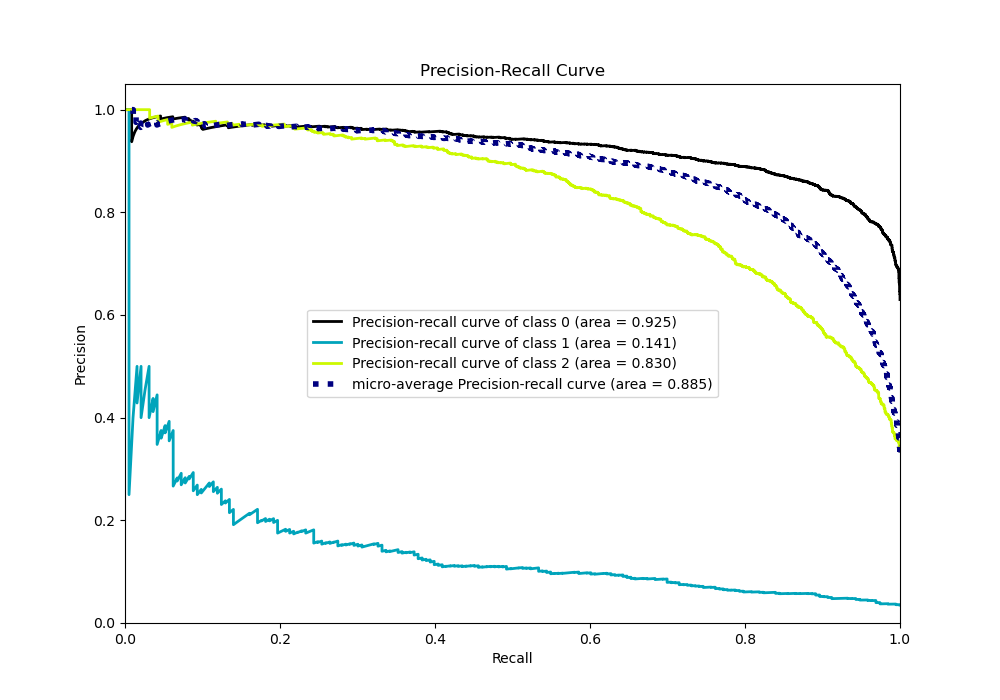 Precision-Recall Curve
1.0
0.8
0.6
0.4
0.2
0.0
Precision
Precision-recall curve of class 0 (area = 0.925)
Precision-recall curve of class 1 (area = 0.141)
Precision-recall curve of class 2 (area = 0.830)
micro-average Precision-recall curve (area = 0.885)
0.0 0.2 0.4 0.6 0.8 1.0
Recall